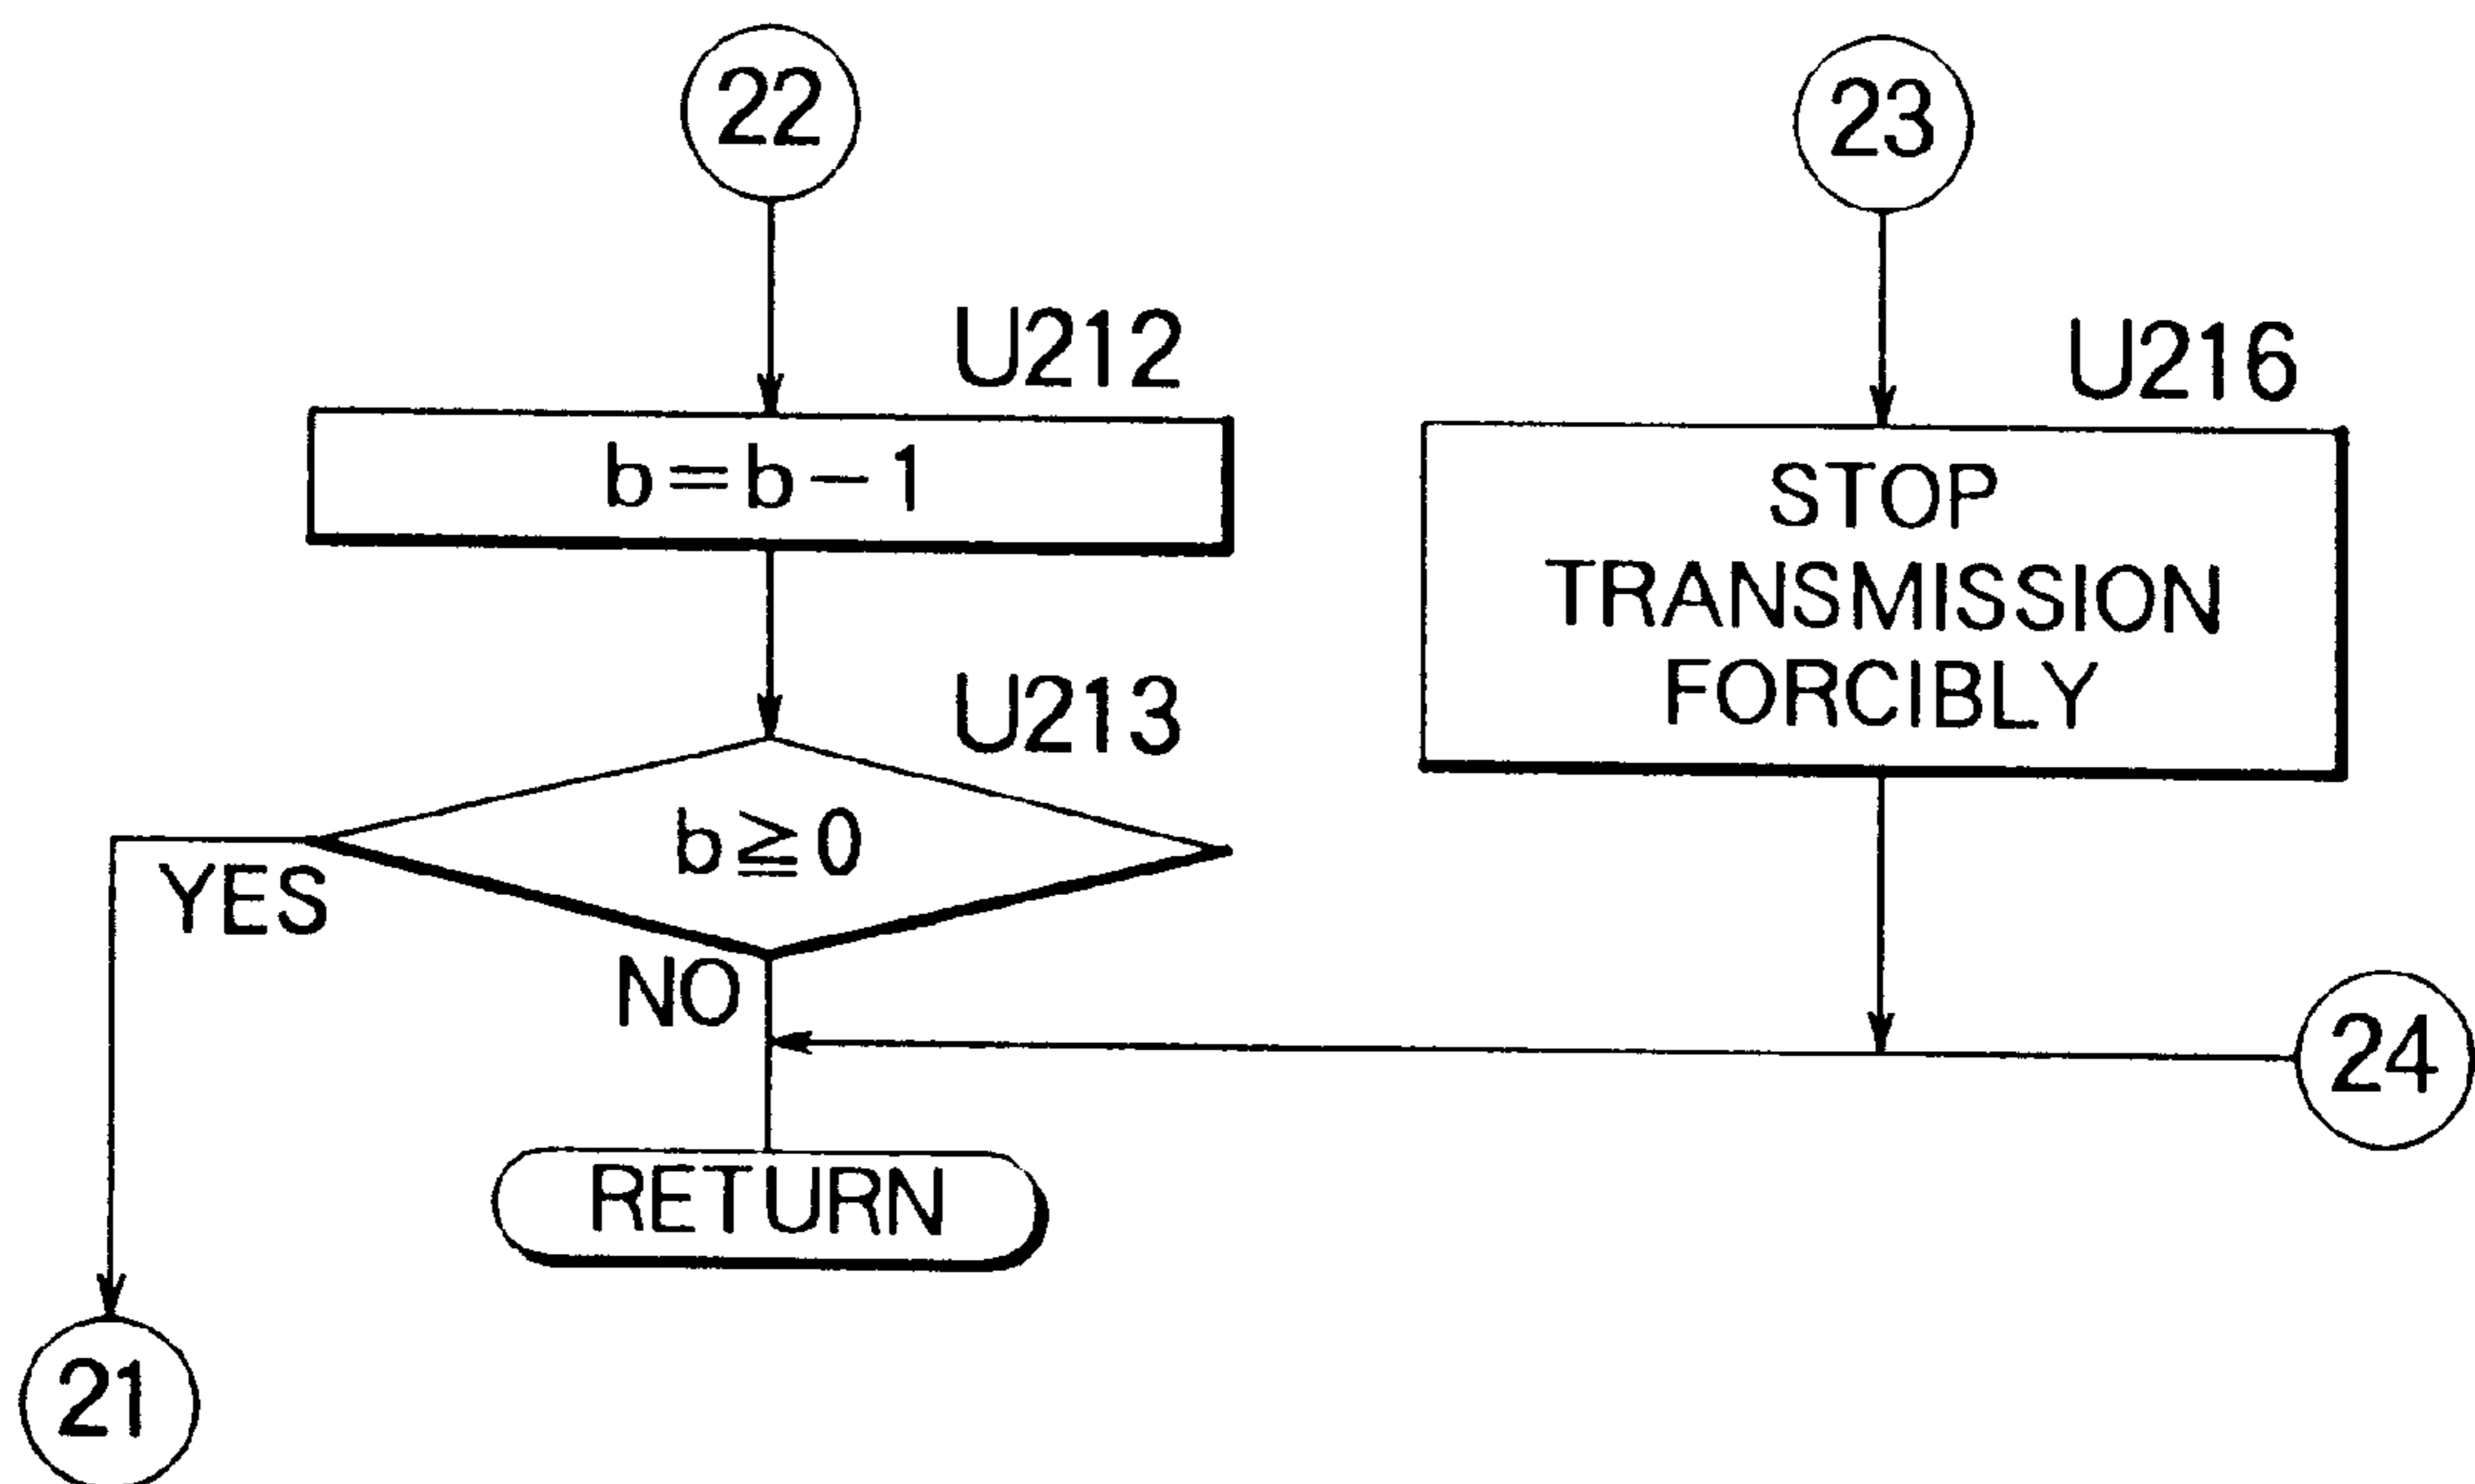 22
23
U212
U216
b=b-1
STOP
TRANSMISSION
FORCIBLY
U213
b≧0
YES
NO
24
RETURN
21